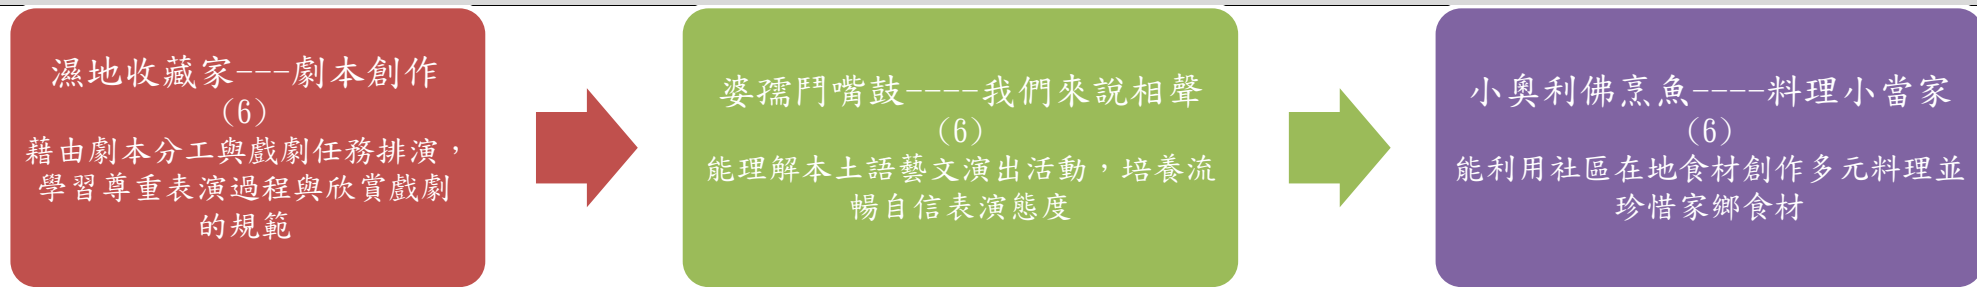 濕地收藏家---劇本創作
(6)
藉由劇本分工與戲劇任務排演，
學習尊重表演過程與欣賞戲劇
的規範
婆孺鬥嘴鼓----我們來說相聲
(6)
能理解本土語藝文演出活動，培養流
暢自信表演態度
小奧利佛烹魚----料理小當家
(6)
能利用社區在地食材創作多元料理並
珍惜家鄉食材